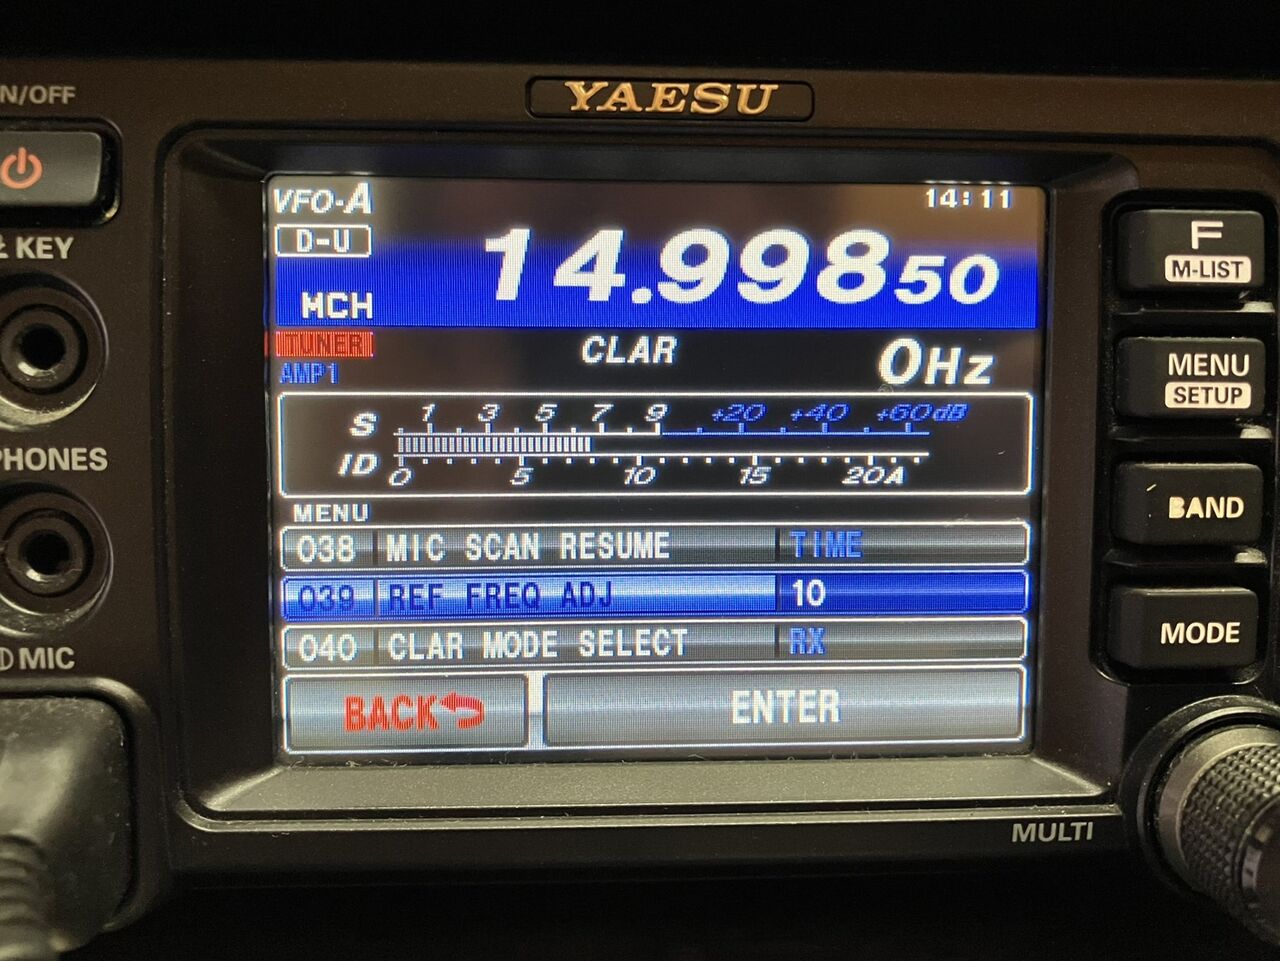 YAESU
N/OFF
KEY
PHONES
MIC
VFO-A
14:11
D-U
14.998 50
MCH
TUNER
CLAR
0Hz
AMP1
S 1 3 5 7 9 +20 +40 +60dB
ID 0 5 10 15 20A
MENU
038 MIC SCAN RESUME TIME
039 REF FREQ ADJ 10
040 CLAR MODE SELECT RX
BACK ENTER
F
M-LIST
MENU
SETUP
BAND
MODE
MULTI